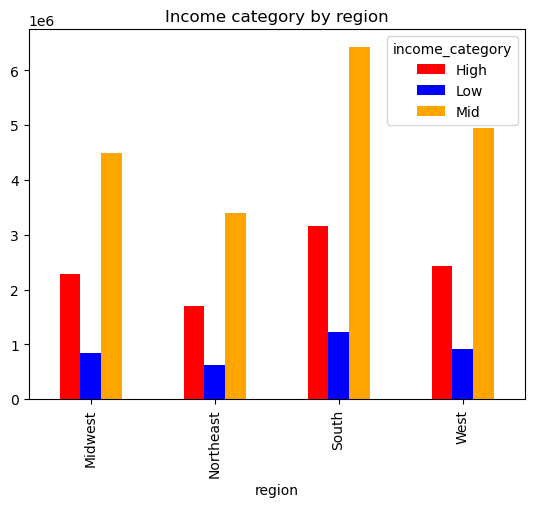 Income category by region
1e6
income_category
High
Low
Mid
6
5
4
3
2
1
0
Midwest
Northeast
South
West
region